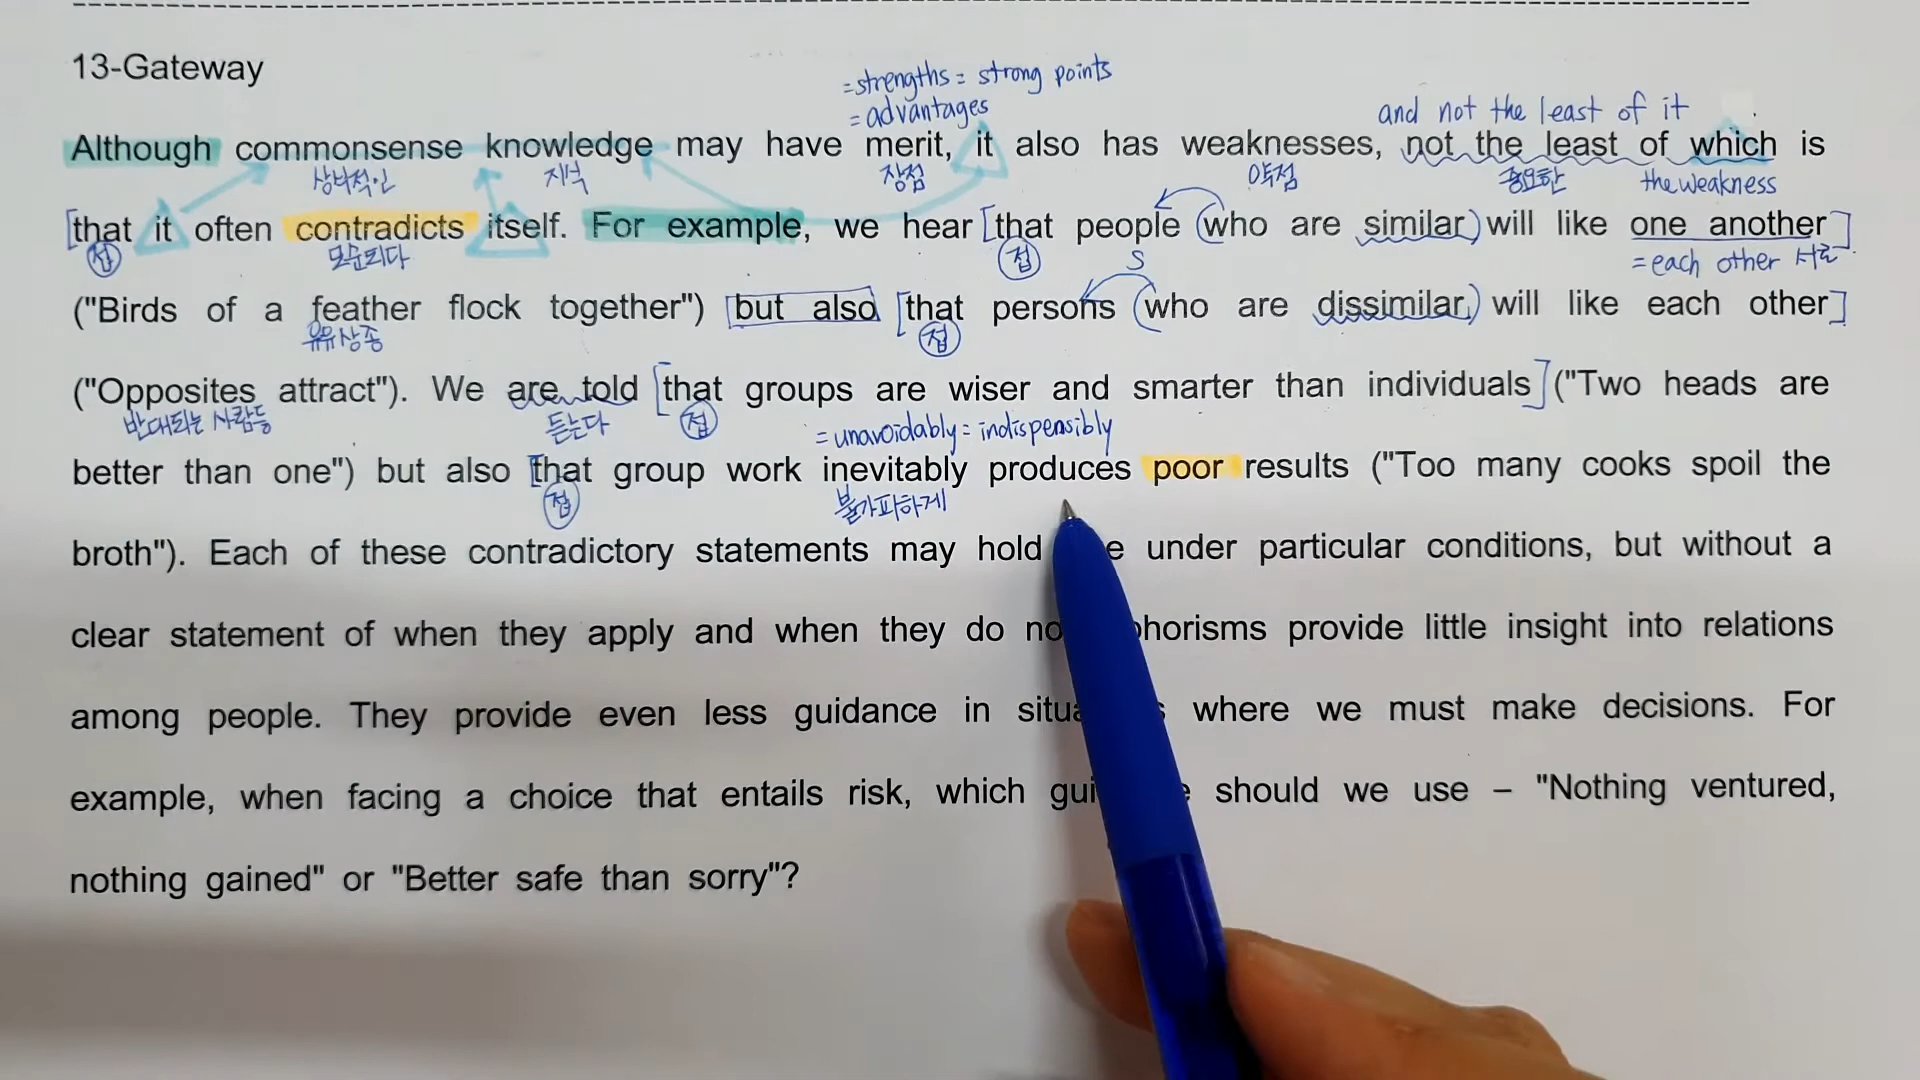 13-Gateway
=strengths= strong points
=advantages
and not the least of it
Although commonsense knowledge may have merit, it also has weaknesses, not the least of which is
상식적인 지식 장점 약점 중요한 the weakness
[that it often contradicts itself. For example, we hear [that people (who are similar) will like one another]
접 모순되다 접 S =each other 서로
("Birds of a feather flock together") but also [that persons (who are dissimilar) will like each other]
유유상종 접
("Opposites attract"). We are told [that groups are wiser and smarter than individuals] ("Two heads are
반대되는 사람들 듣는다 접 =unavoidably= indispensibly
better than one") but also [that group work inevitably produces poor results ("Too many cooks spoil the
접 불가피하게
broth"). Each of these contradictory statements may hold e under particular conditions, but without a
clear statement of when they apply and when they do no horisms provide little insight into relations
among people. They provide even less guidance in situa s where we must make decisions. For
example, when facing a choice that entails risk, which gui e should we use – "Nothing ventured,
nothing gained" or "Better safe than sorry"?